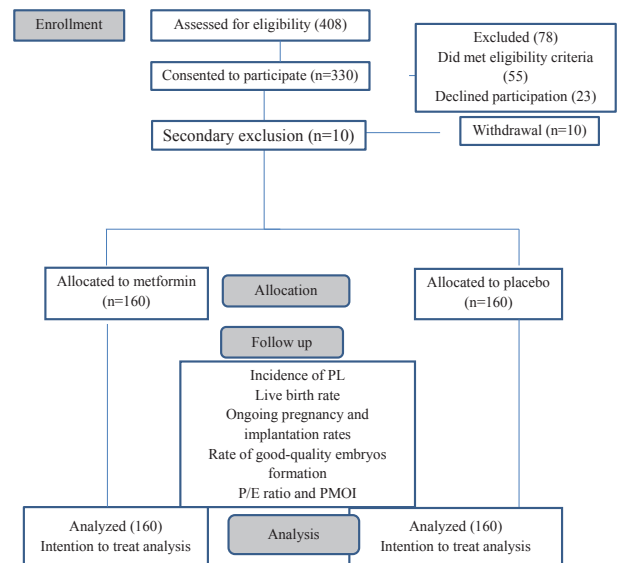 Enrollment
Assessed for eligibility (408)
Excluded (78)
Did met eligibility criteria
(55)
Declined participation (23)
Consented to participate (n=330)
Secondary exclusion (n=10)
Withdrawal (n=10)
Allocated to metformin
(n=160)
Allocation
Allocated to placebo
(n=160)
Follow up
Incidence of PL
Live birth rate
Ongoing pregnancy and
implantation rates
Rate of good-quality embryos
formation
P/E ratio and PMOI
Analyzed (160)
Intention to treat analysis
Analysis
Analyzed (160)
Intention to treat analysis